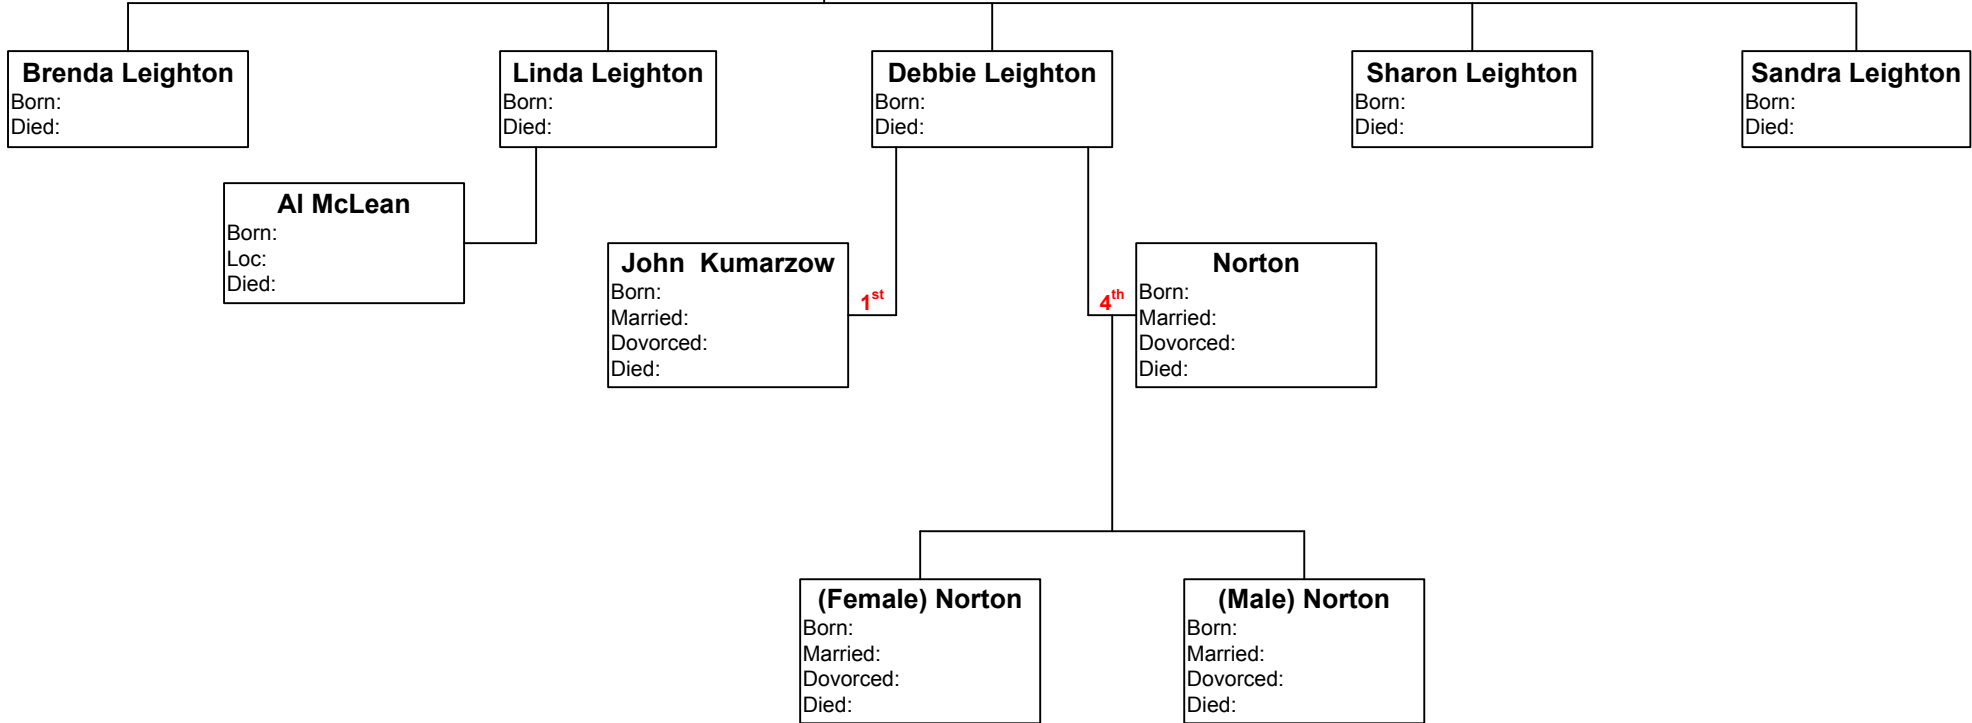 Brenda Leighton
Born:
Died:
Linda Leighton
Born:
Died:
Debbie Leighton
Born:
Died:
Sharon Leighton
Born:
Died:
Sandra Leighton
Born:
Died:
Al McLean
Born:
Loc:
Died:
John  Kumarzow
Born:
Married:
Dovorced:
Died:
1st
4th
Norton
Born:
Married:
Dovorced:
Died:
(Female) Norton
Born:
Married:
Dovorced:
Died:
(Male) Norton
Born:
Married:
Dovorced:
Died: